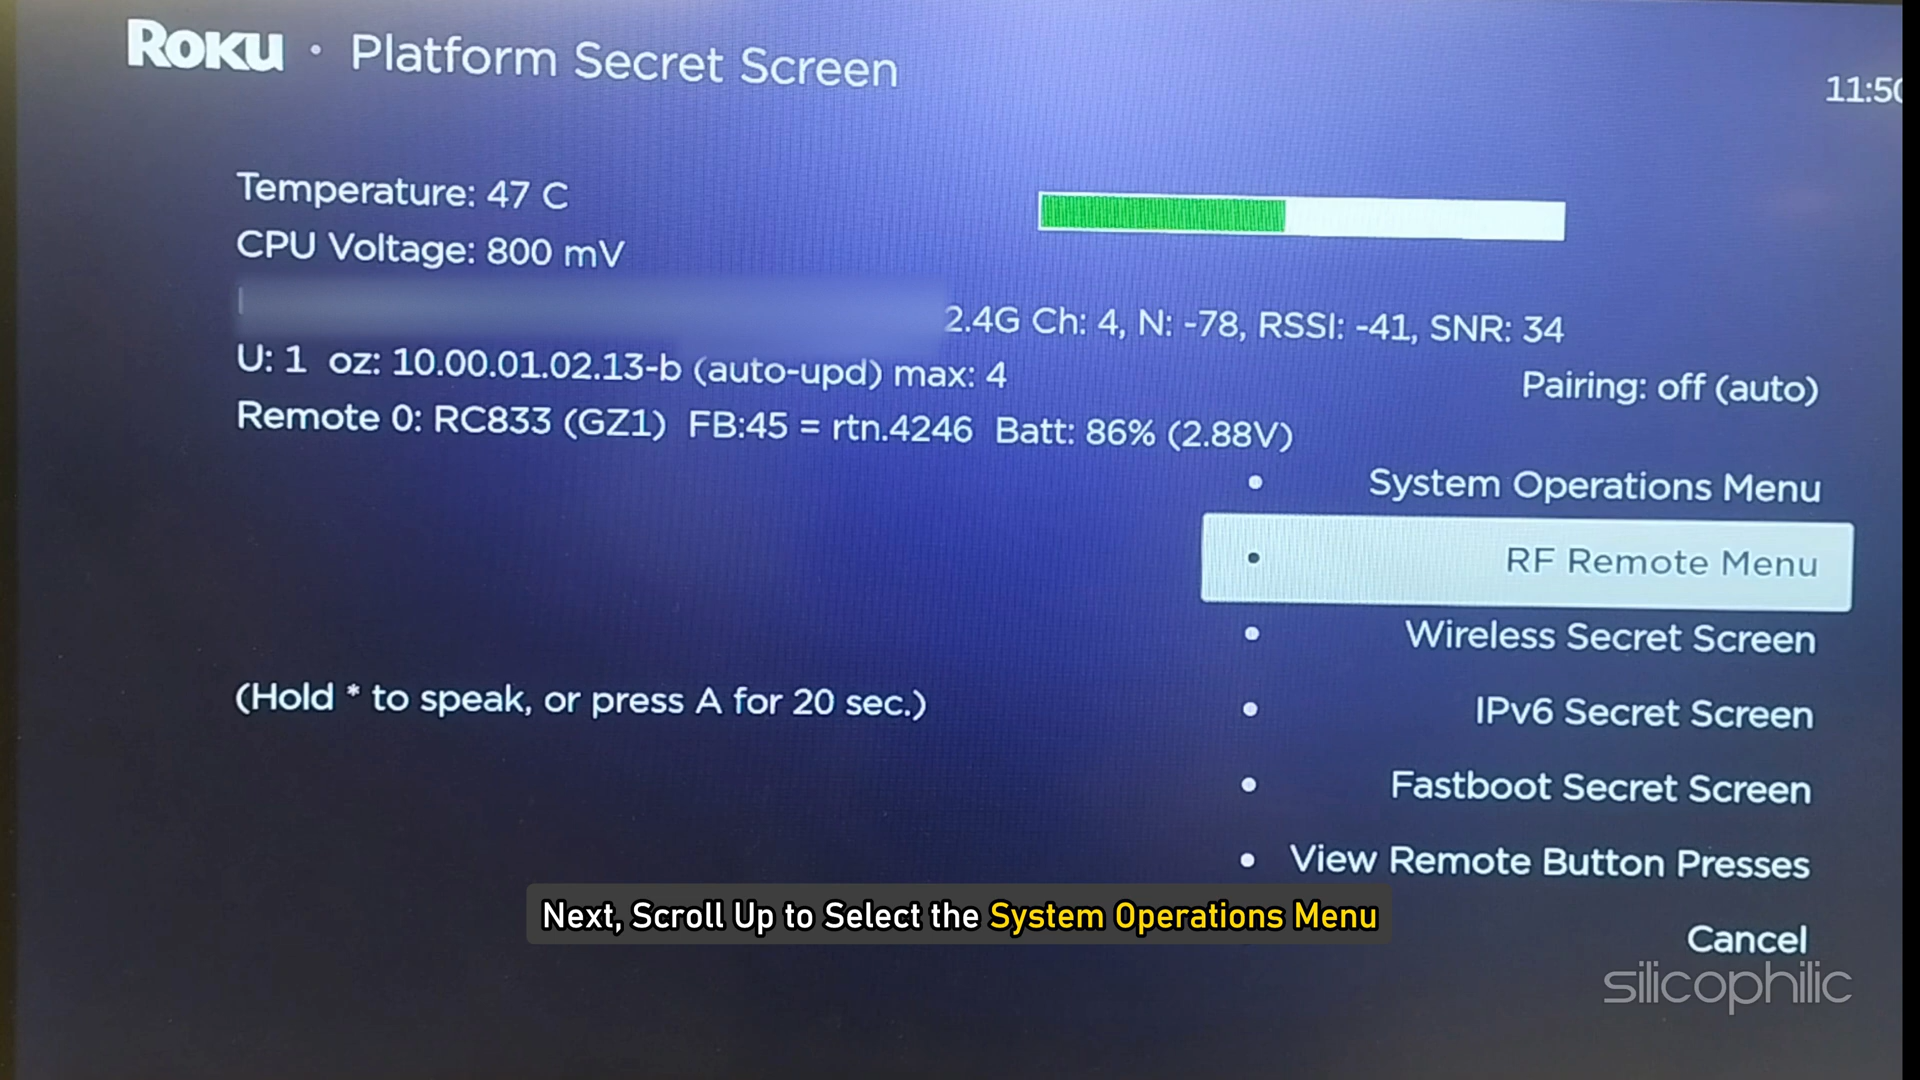 Roku · Platform Secret Screen
11:50
Temperature: 47 C
CPU Voltage: 800 mV
2.4G Ch: 4, N: -78, RSSI: -41, SNR: 34
U: 1 oz: 10.00.01.02.13-b (auto-upd) max: 4
Pairing: off (auto)
Remote 0: RC833 (GZ1) FB:45 = rtn.4246 Batt: 86% (2.88V)
• System Operations Menu
• RF Remote Menu
• Wireless Secret Screen
(Hold * to speak, or press A for 20 sec.)
• IPv6 Secret Screen
• Fastboot Secret Screen
• View Remote Button Presses
Next, Scroll Up to Select the System Operations Menu
Cancel
silicophilic